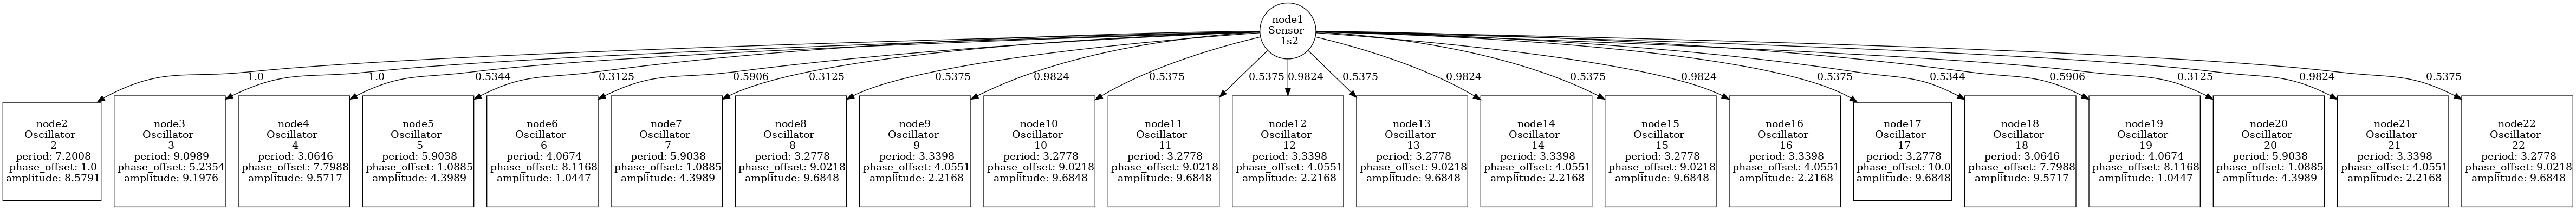 node1
Sensor
1s2
1.0
1.0
-0.5344
-0.3125
0.5906
-0.3125
-0.5375
0.9824
-0.5375
-0.5375
0.9824
-0.5375
0.9824
-0.5375
0.9824
-0.5375
-0.5344
0.5906
-0.3125
0.9824
-0.5375
node2
Oscillator
2
period: 7.2008
phase_offset: 1.0
amplitude: 8.5791
node3
Oscillator
3
period: 9.0989
phase_offset: 5.2354
amplitude: 9.1976
node4
Oscillator
4
period: 3.0646
phase_offset: 7.7988
amplitude: 9.5717
node5
Oscillator
5
period: 5.9038
phase_offset: 1.0885
amplitude: 4.3989
node6
Oscillator
6
period: 4.0674
phase_offset: 8.1168
amplitude: 1.0447
node7
Oscillator
7
period: 5.9038
phase_offset: 1.0885
amplitude: 4.3989
node8
Oscillator
8
period: 3.2778
phase_offset: 9.0218
amplitude: 9.6848
node9
Oscillator
9
period: 3.3398
phase_offset: 4.0551
amplitude: 2.2168
node10
Oscillator
10
period: 3.2778
phase_offset: 9.0218
amplitude: 9.6848
node11
Oscillator
11
period: 3.2778
phase_offset: 9.0218
amplitude: 9.6848
node12
Oscillator
12
period: 3.3398
phase_offset: 4.0551
amplitude: 2.2168
node13
Oscillator
13
period: 3.2778
phase_offset: 9.0218
amplitude: 9.6848
node14
Oscillator
14
period: 3.3398
phase_offset: 4.0551
amplitude: 2.2168
node15
Oscillator
15
period: 3.2778
phase_offset: 9.0218
amplitude: 9.6848
node16
Oscillator
16
period: 3.3398
phase_offset: 4.0551
amplitude: 2.2168
node17
Oscillator
17
period: 3.2778
phase_offset: 10.0
amplitude: 9.6848
node18
Oscillator
18
period: 3.0646
phase_offset: 7.7988
amplitude: 9.5717
node19
Oscillator
19
period: 4.0674
phase_offset: 8.1168
amplitude: 1.0447
node20
Oscillator
20
period: 5.9038
phase_offset: 1.0885
amplitude: 4.3989
node21
Oscillator
21
period: 3.3398
phase_offset: 4.0551
amplitude: 2.2168
node22
Oscillator
22
period: 3.2778
phase_offset: 9.0218
amplitude: 9.6848